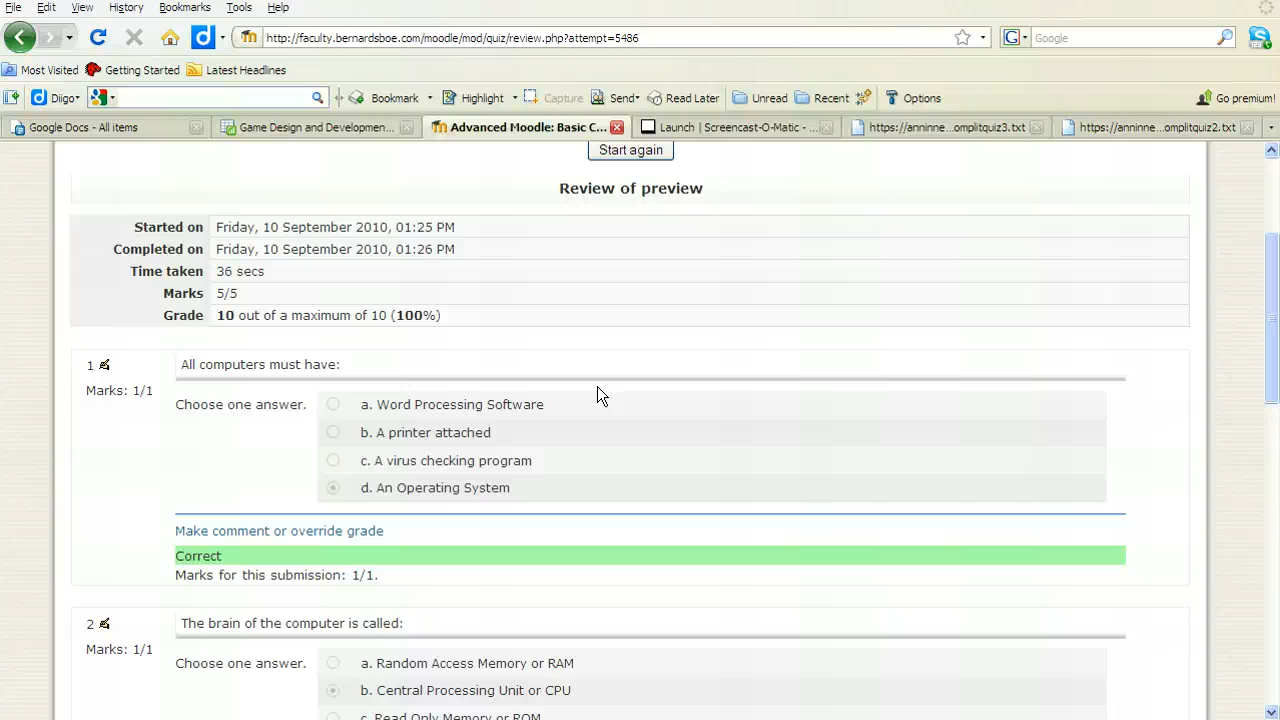 File Edit View History Bookmarks Tools Help
http://faculty.bernardsboe.com/moodle/mod/quiz/review.php?attempt=5486 Google
Most Visited Getting Started Latest Headlines
Diigo Bookmark Highlight Capture Send Read Later Unread Recent Options Go premium!
Google Docs - All items Game Design and Developmen... Advanced Moodle: Basic C... Launch | Screencast-O-Matic - ... https://anninne...omplitquiz3.txt https://anninne...omplitquiz2.txt
Start again
Review of preview
Started on Friday, 10 September 2010, 01:25 PM
Completed on Friday, 10 September 2010, 01:26 PM
Time taken 36 secs
Marks 5/5
Grade 10 out of a maximum of 10 (100%)
1 All computers must have:
Marks: 1/1
Choose one answer. a. Word Processing Software
b. A printer attached
c. A virus checking program
d. An Operating System
Make comment or override grade
Correct
Marks for this submission: 1/1.
2 The brain of the computer is called:
Marks: 1/1
Choose one answer. a. Random Access Memory or RAM
b. Central Processing Unit or CPU
c. Read Only Memory or ROM